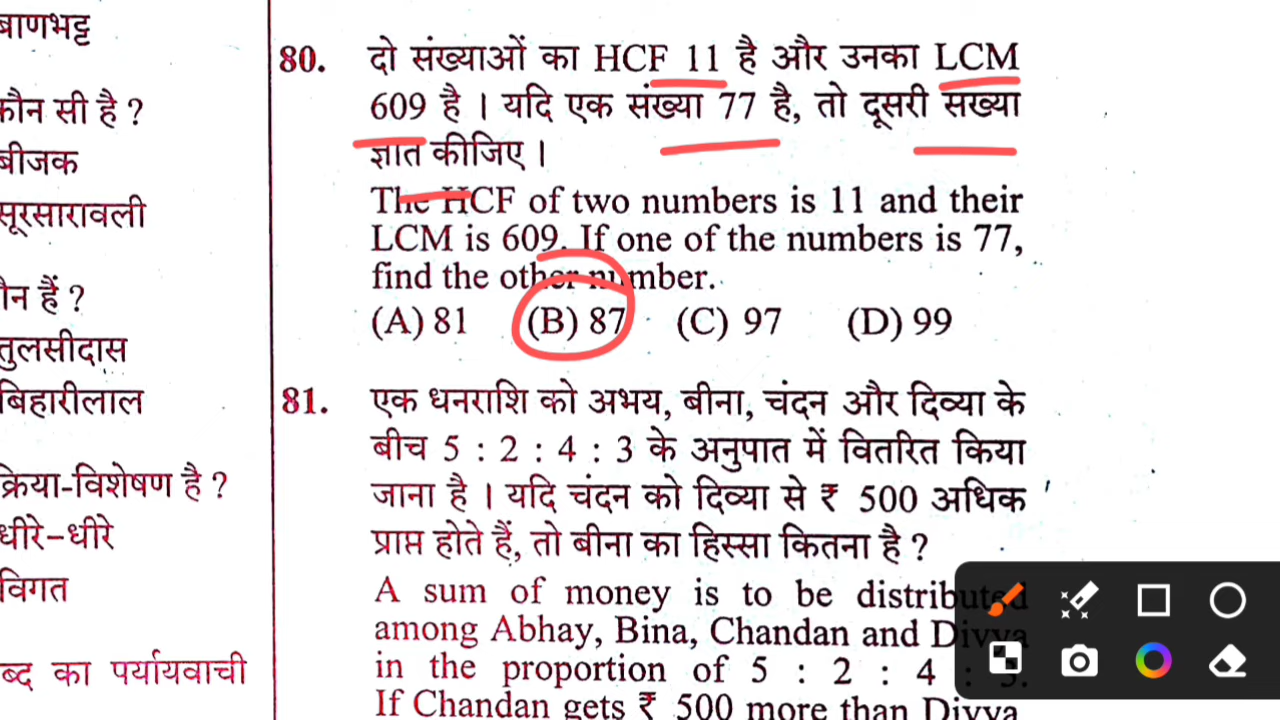 बाणभट्ट
कौन सी है ?
बीजक
सूरसारावली
हैं ?
तुलसीदास
बिहारीलाल
क्रिया-विशेषण है ?
धीरे-धीरे
विगत
का पर्यायवाची
80. दो संख्याओं का HCF 11 है और उनका LCM
609 है । यदि एक संख्या 77 है, तो दूसरी संख्या
ज्ञात कीजिए ।
The HCF of two numbers is 11 and their
LCM is 609. If one of the numbers is 77,
find the other number.
(A) 81 (B) 87 (C) 97 (D) 99
81. एक धनराशि को अभय, बीना, चंदन और दिव्या के
बीच 5 : 2 : 4 : 3 के अनुपात में वितरित किया
जाना है । यदि चंदन को दिव्या से ₹ 500 अधिक
प्राप्त होते हैं, तो बीना का हिस्सा कितना है ?
A sum of money is to be distributed
among Abhay, Bina, Chandan and Divya
in the proportion of 5 : 2 : 4 : 3.
If Chandan gets ₹ 500 more than Divya